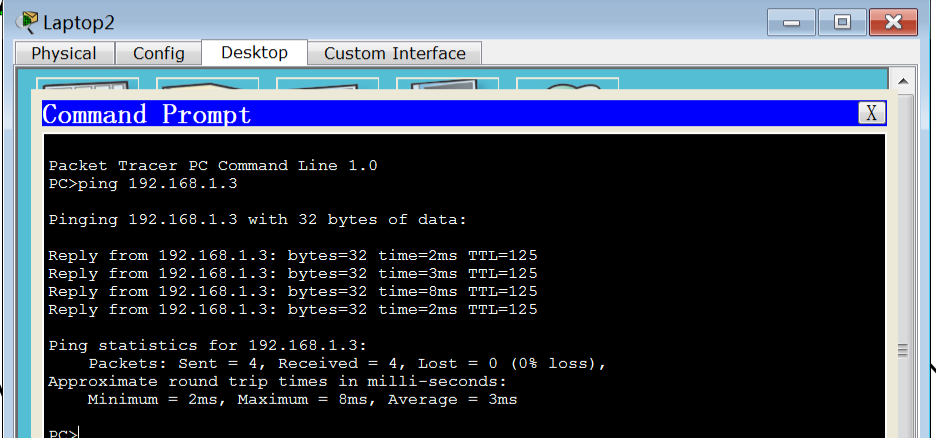 Laptop2
Physical Config Desktop Custom Interface
Command Prompt X
Packet Tracer PC Command Line 1.0
PC>ping 192.168.1.3
Pinging 192.168.1.3 with 32 bytes of data:
Reply from 192.168.1.3: bytes=32 time=2ms TTL=125
Reply from 192.168.1.3: bytes=32 time=3ms TTL=125
Reply from 192.168.1.3: bytes=32 time=8ms TTL=125
Reply from 192.168.1.3: bytes=32 time=2ms TTL=125
Ping statistics for 192.168.1.3:
Packets: Sent = 4, Received = 4, Lost = 0 (0% loss),
Approximate round trip times in milli-seconds:
Minimum = 2ms, Maximum = 8ms, Average = 3ms
PC>